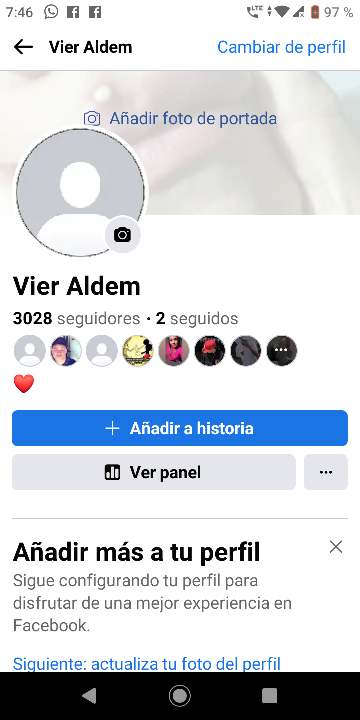 7:46 LTE 97 %
Vier Aldem Cambiar de perfil
Añadir foto de portada
Vier Aldem
3028 seguidores • 2 seguidos
+ Añadir a historia
Ver panel ...
Añadir más a tu perfil
Sigue configurando tu perfil para
disfrutar de una mejor experiencia en
Facebook.
Siguiente: actualiza tu foto del perfil